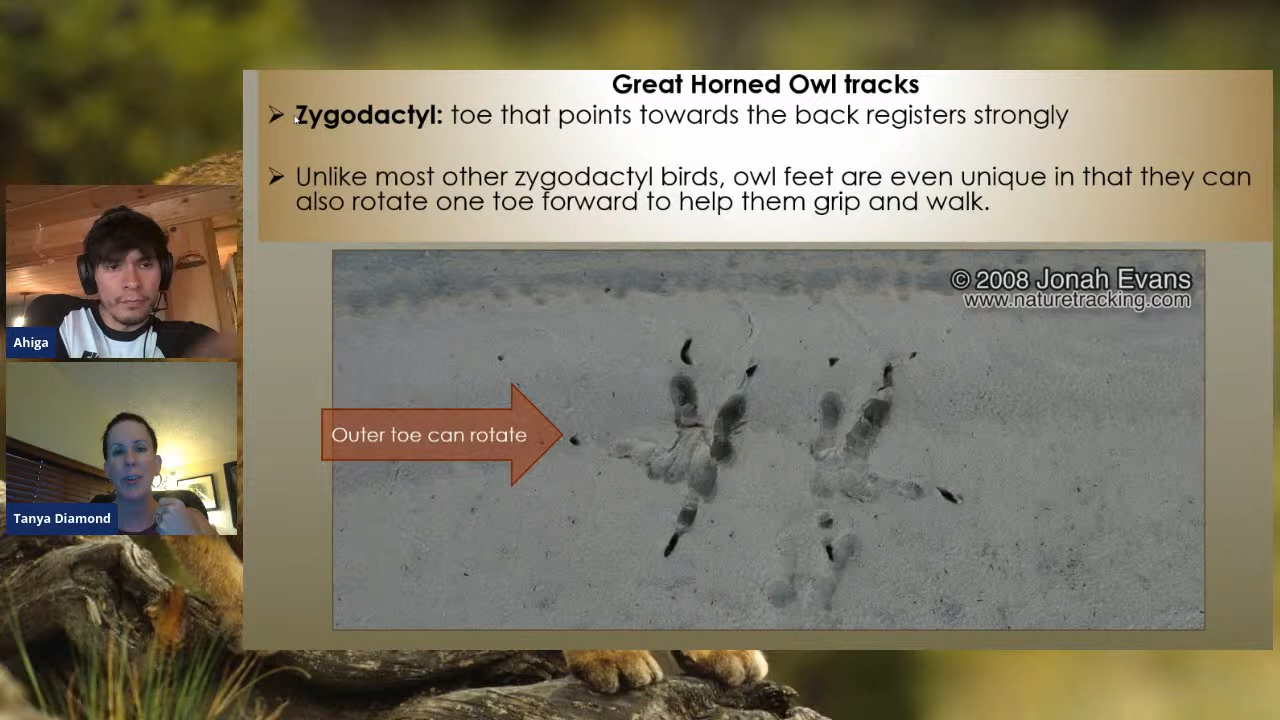 Great Horned Owl tracks
Zygodactyl: toe that points towards the back registers strongly
Unlike most other zygodactyl birds, owl feet are even unique in that they can
also rotate one toe forward to help them grip and walk.
© 2008 Jonah Evans
www.naturetracking.com
Outer toe can rotate
Ahiga
Tanya Diamond